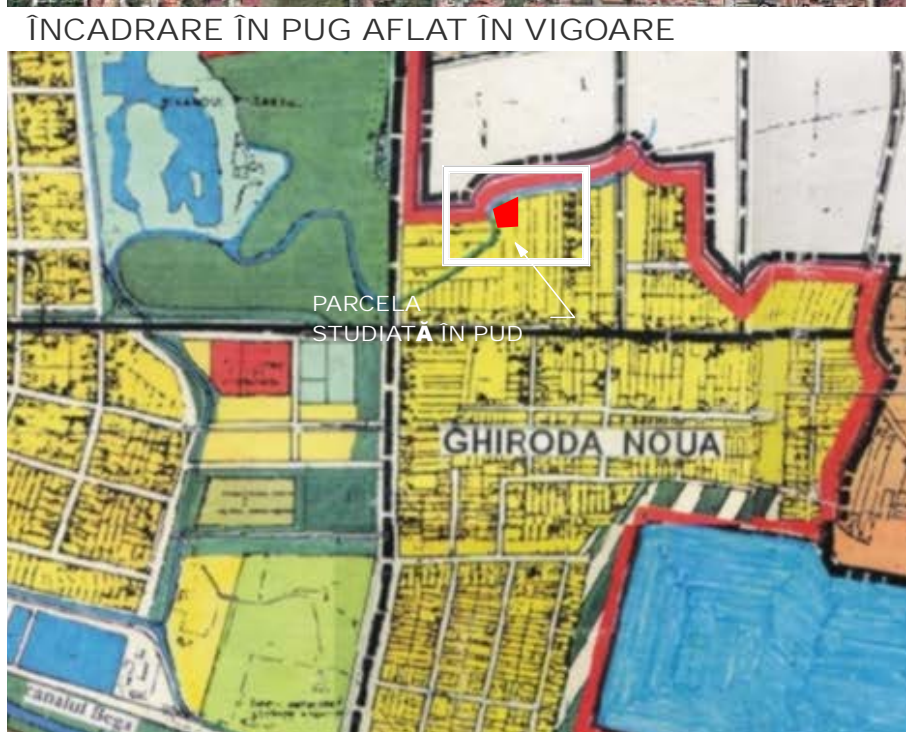 ÎNCADRARE ÎN PUG AFLAT ÎN VIGOARE
PARCELA
STUDIATĂ ÎN PUD
GHIRODA NOUA
canalul Bega